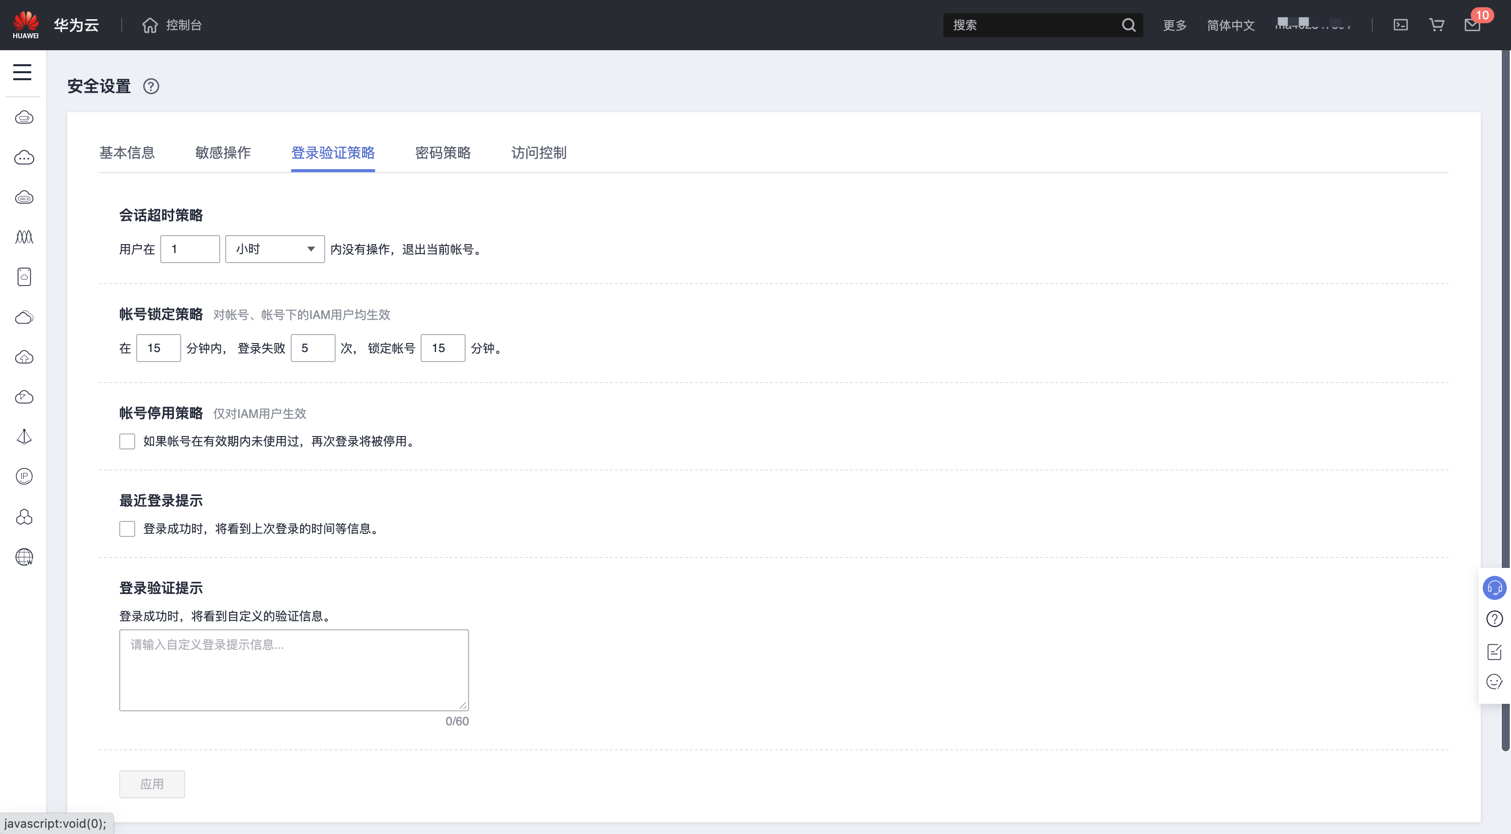 HUAWEI
华为云
控制台
搜索
更多
简体中文
10
安全设置
基本信息
敏感操作
登录验证策略
密码策略
访问控制
会话超时策略
用户在 1 小时 内没有操作，退出当前帐号。
帐号锁定策略 对帐号、帐号下的IAM用户均生效
在 15 分钟内， 登录失败 5 次， 锁定帐号 15 分钟。
帐号停用策略 仅对IAM用户生效
如果帐号在有效期内未使用过，再次登录将被停用。
最近登录提示
登录成功时，将看到上次登录的时间等信息。
登录验证提示
登录成功时，将看到自定义的验证信息。
请输入自定义登录提示信息...
0/60
应用
javascript:void(0);
IP